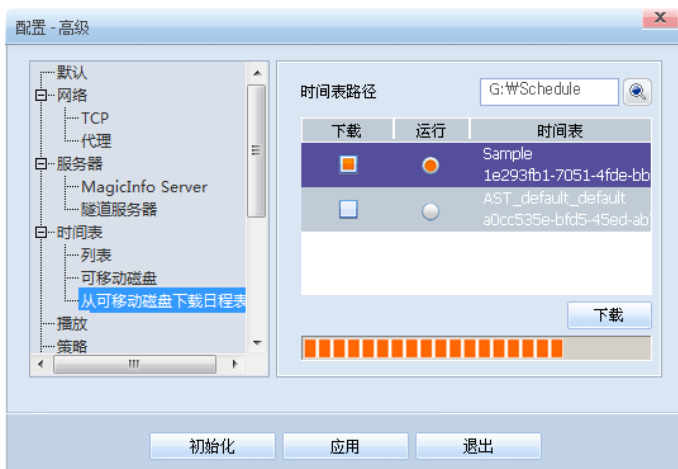 配置 - 高级
X
默认
网络
TCP
代理
服务器
MagicInfo Server
隧道服务器
时间表
列表
可移动磁盘
从可移动磁盘下载日程表
播放
策略
时间表路径
G:₩Schedule
下载 运行 时间表
Sample
1e293fb1-7051-4fde-bb
AST_default_default
a0cc535e-bfd5-45ed-ab
下载
初始化 应用 退出